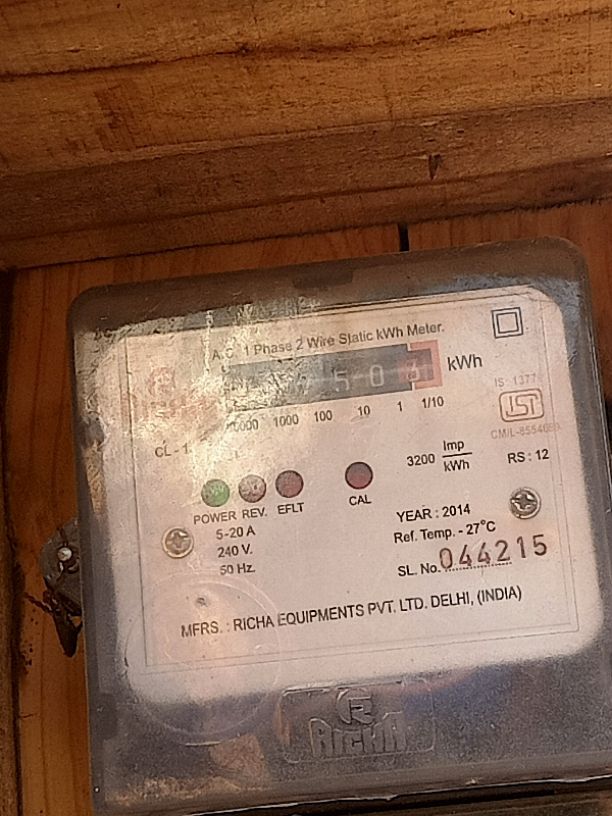 A.C. 1 Phase 2 Wire Static kWh Meter.
5 0
kWh
1000 100 10 1 1/10
IS: 1377
CL - 1
3200 Imp/kWh
RS : 12
POWER REV. EFLT
CAL
5-20 A
240 V.
50 Hz.
YEAR : 2014
Ref. Temp. - 27°C
SL. No. 044215
MFRS. : RICHA EQUIPMENTS PVT. LTD. DELHI, (INDIA)
RICHA